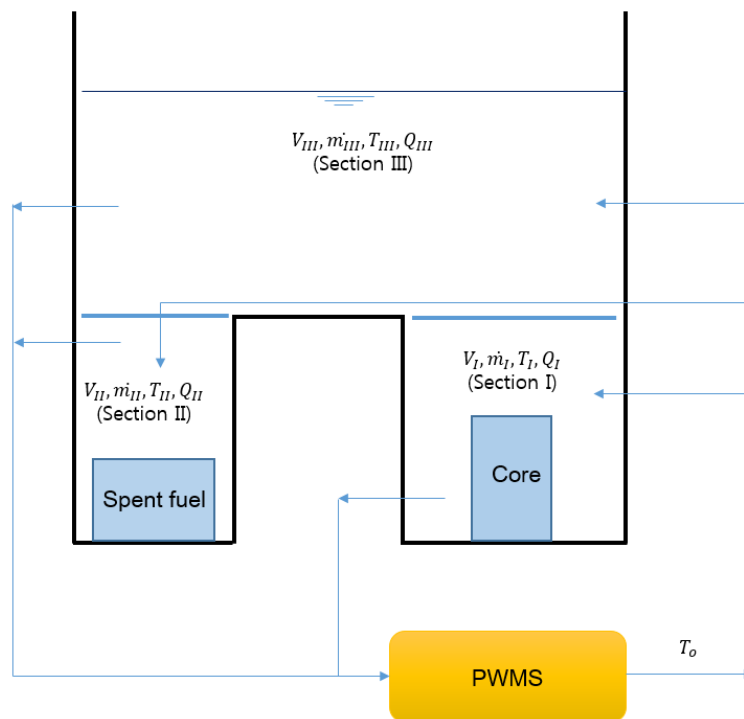 V_III, ṁ_III, T_III, Q_III
(Section III)
V_I, ṁ_I, T_I, Q_I
(Section I)
V_II, ṁ_II, T_II, Q_II
(Section II)
Core
Spent fuel
T_o
PWMS